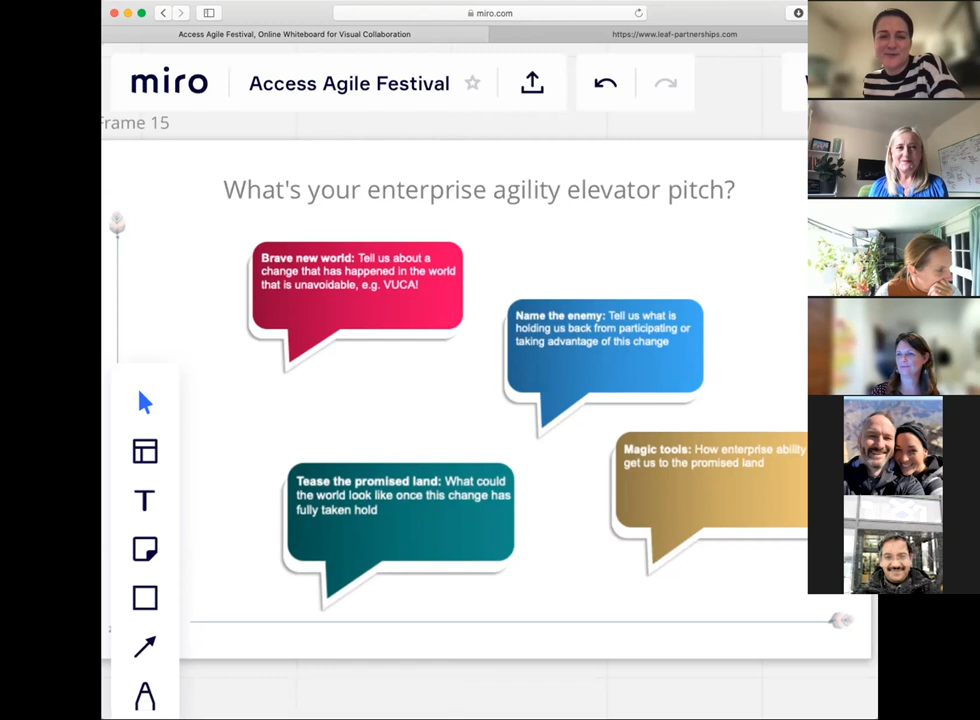 miro.com
Access Agile Festival, Online Whiteboard for Visual Collaboration
https://www.leaf-partnerships.com
miro
Access Agile Festival
Frame 15
What's your enterprise agility elevator pitch?
Brave new world: Tell us about a
change that has happened in the world
that is unavoidable, e.g. VUCA!
Name the enemy: Tell us what is
holding us back from participating or
taking advantage of this change
Magic tools: How enterprise ability
get us to the promised land
Tease the promised land: What could
the world look like once this change has
fully taken hold